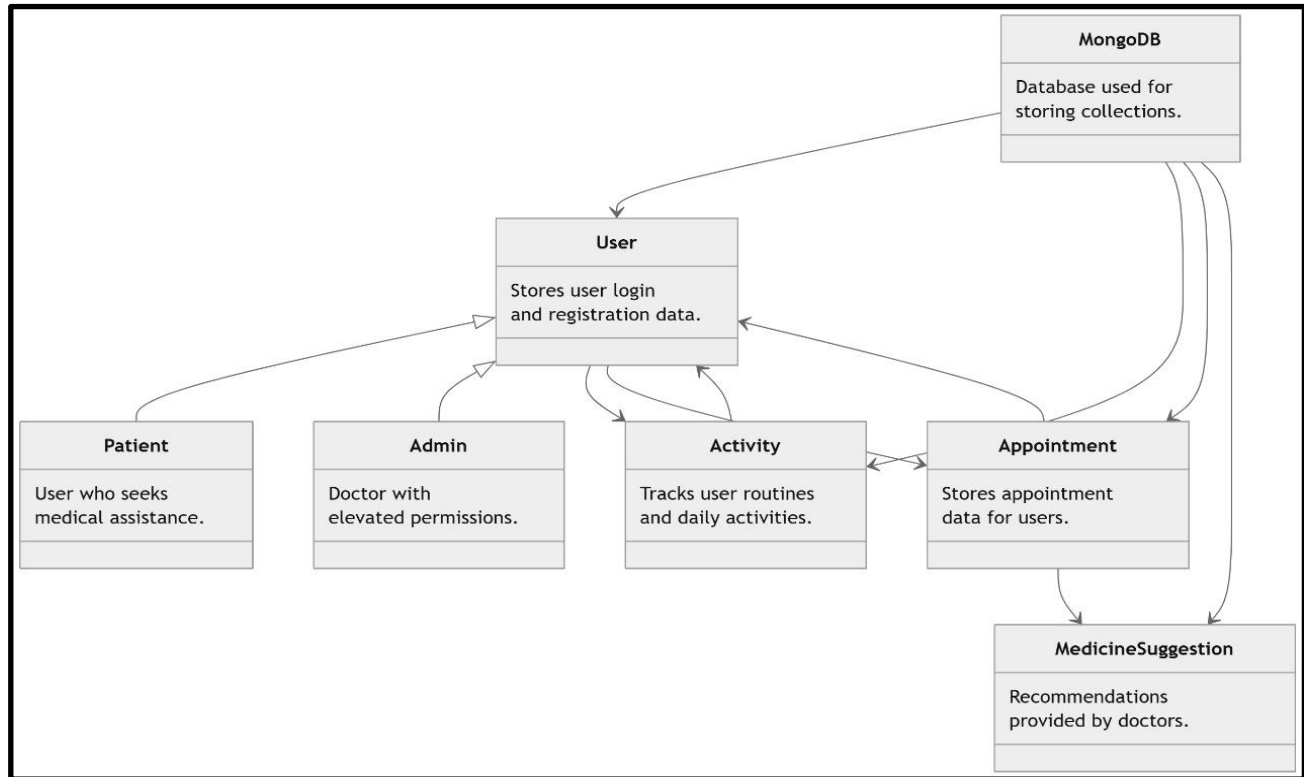 MongoDB
Database used for
storing collections.
User
Stores user login
and registration data.
Patient
User who seeks
medical assistance.
Admin
Doctor with
elevated permissions.
Activity
Tracks user routines
and daily activities.
Appointment
Stores appointment
data for users.
MedicineSuggestion
Recommendations
provided by doctors.